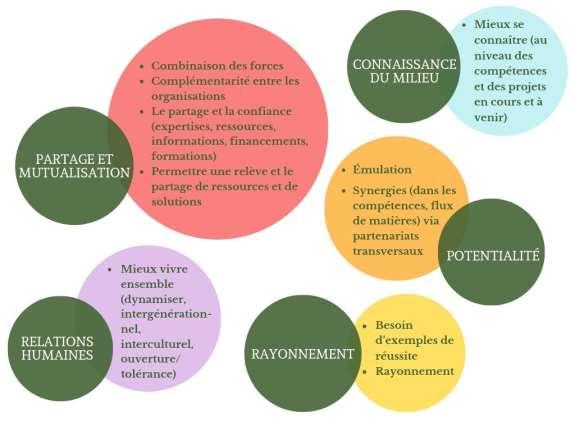 PARTAGE ET
MUTUALISATION
• Combinaison des forces
• Complémentarité entre les
organisations
• Le partage et la confiance
(expertises, ressources,
informations, financements,
formations)
• Permettre une relève et le
partage de ressources et de
solutions
CONNAISSANCE
DU MILIEU
• Mieux se
connaître (au
niveau des
compétences
et des projets
en cours et à
venir)
• Émulation
• Synergies (dans les
compétences, flux
de matières) via
partenariats
transversaux
POTENTIALITÉ
RELATIONS
HUMAINES
• Mieux vivre
ensemble
(dynamiser,
intergénération-
nel,
interculturel,
ouverture/
tolérance)
RAYONNEMENT
• Besoin
d'exemples de
réussite
• Rayonnement